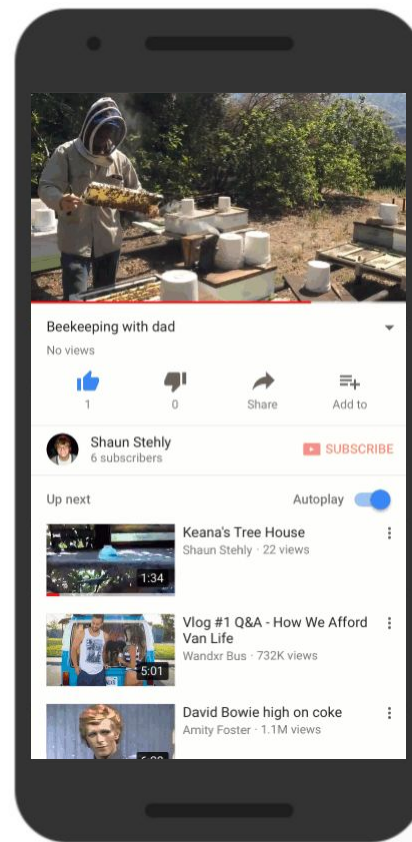 Beekeeping with dad
No views
1 0 Share Add to
Shaun Stehly
6 subscribers
SUBSCRIBE
Up next Autoplay
Keana's Tree House
Shaun Stehly · 22 views
1:34
Vlog #1 Q&A - How We Afford
Van Life
Wandxr Bus · 732K views
5:01
David Bowie high on coke
Amity Foster · 1.1M views